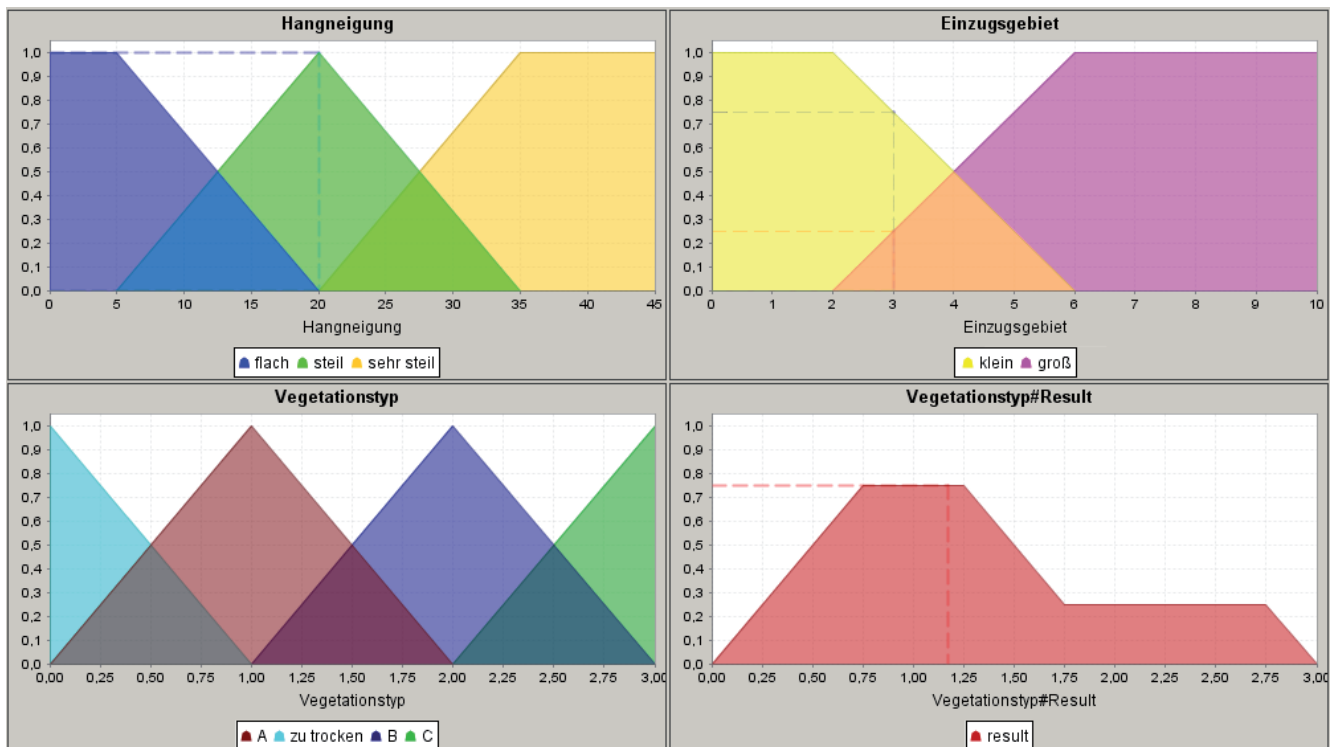 Hangneigung
1,0
0,9
0,8
0,7
0,6
0,5
0,4
0,3
0,2
0,1
0,0
0 5 10 15 20 25 30 35 40 45
Hangneigung
flach steil sehr steil
Einzugsgebiet
1,0
0,9
0,8
0,7
0,6
0,5
0,4
0,3
0,2
0,1
0,0
0 1 2 3 4 5 6 7 8 9 10
Einzugsgebiet
klein groß
Vegetationstyp
1,0
0,9
0,8
0,7
0,6
0,5
0,4
0,3
0,2
0,1
0,0
0,00 0,25 0,50 0,75 1,00 1,25 1,50 1,75 2,00 2,25 2,50 2,75 3,00
Vegetationstyp
A zu trocken B C
Vegetationstyp#Result
1,0
0,9
0,8
0,7
0,6
0,5
0,4
0,3
0,2
0,1
0,0
0,00 0,25 0,50 0,75 1,00 1,25 1,50 1,75 2,00 2,25 2,50 2,75 3,00
Vegetationstyp#Result
result